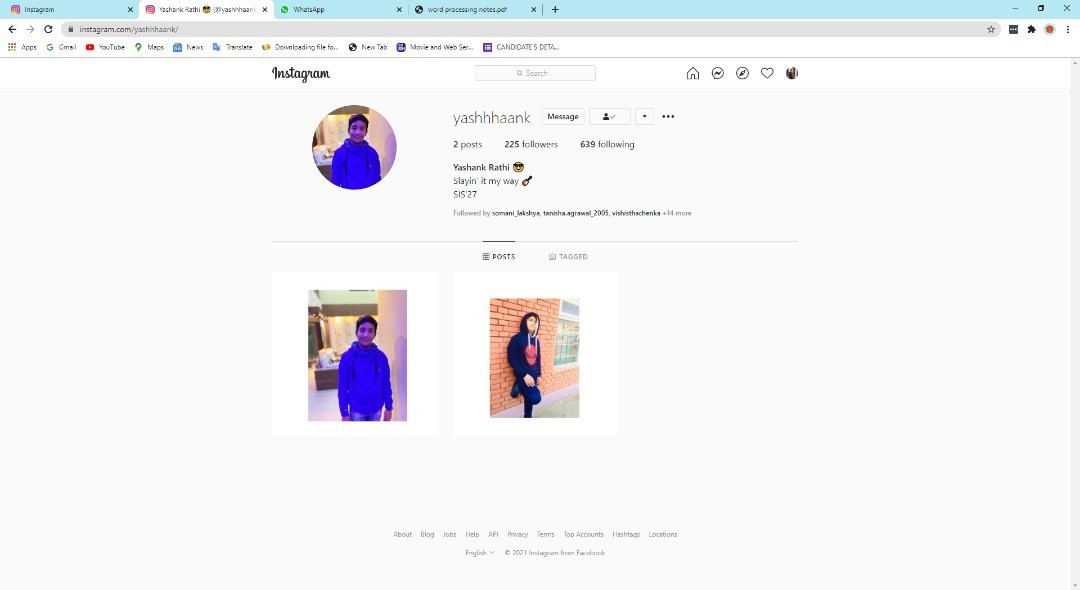 Instagram
Yashank Rathi 😎 (@yashhhaank
WhatsApp
word processing notes.pdf
instagram.com/yashhhaank/
Apps
Gmail
YouTube
Maps
News
Translate
Downloading file fo...
New Tab
Movie and Web Ser...
CANDIDATE'S DETA...
Instagram
Search
yashhhaank
Message
2 posts 225 followers 639 following
Yashank Rathi 😎
Slayin' it my way 🎸
SIS'27
Followed by somani_lakshya, tanisha.agrawal_2005, vishisthachenka +14 more
POSTS
TAGGED
About Blog Jobs Help API Privacy Terms Top Accounts Hashtags Locations
English © 2021 Instagram from Facebook